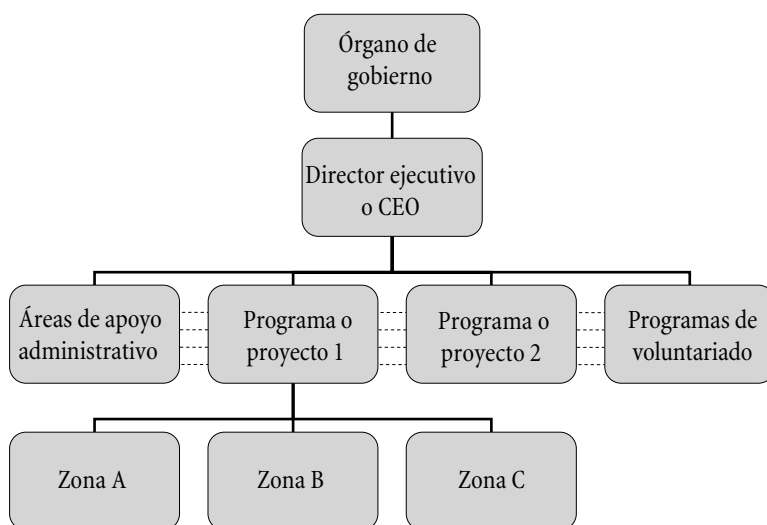 Órgano de
gobierno
Director ejecutivo
o CEO
Áreas de apoyo
administrativo
Programa o
proyecto 1
Programa o
proyecto 2
Programas de
voluntariado
Zona A
Zona B
Zona C